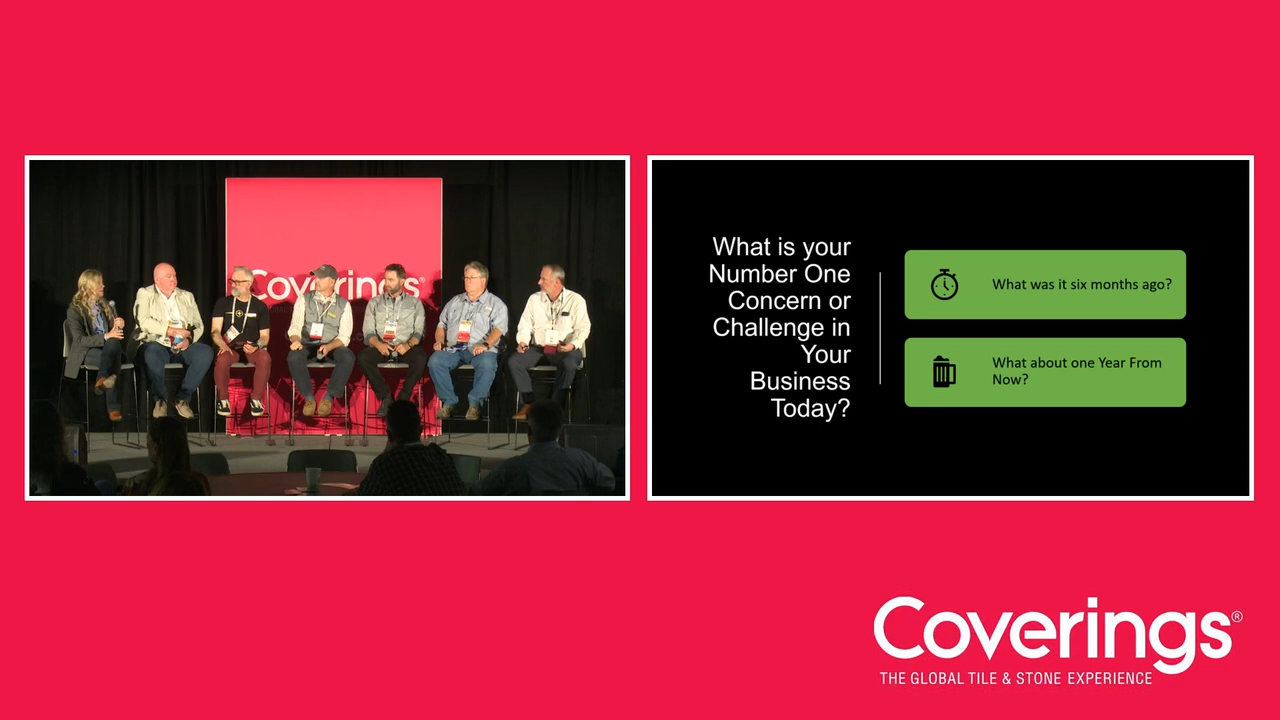 Coverings®
What is your
Number One
Concern or
Challenge in
Your
Business
Today?
What was it six months ago?
What about one Year From
Now?
Coverings®
THE GLOBAL TILE & STONE EXPERIENCE